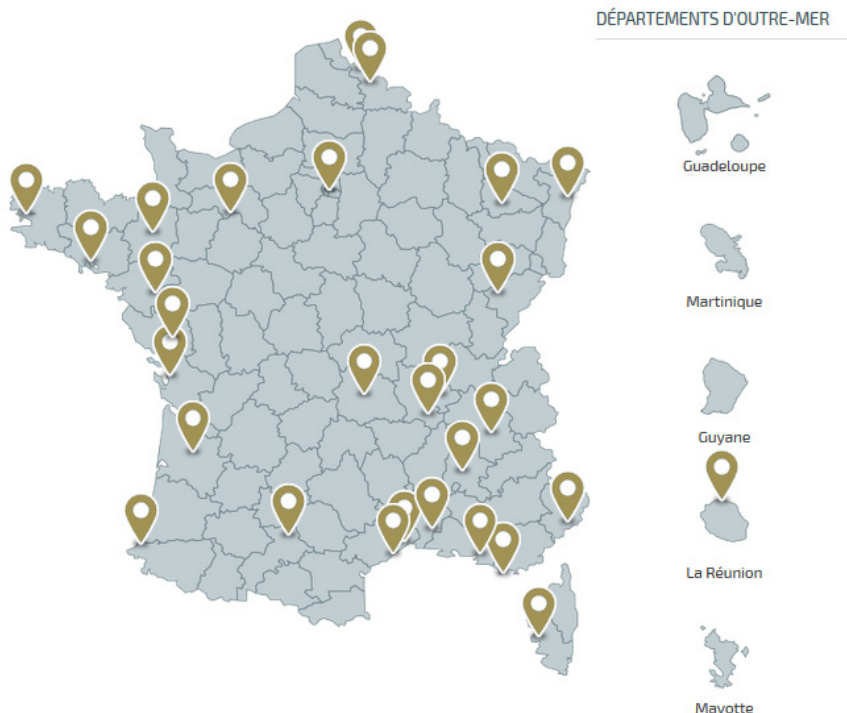 DÉPARTEMENTS D'OUTRE-MER
Guadeloupe
Martinique
Guyane
La Réunion
Mayotte